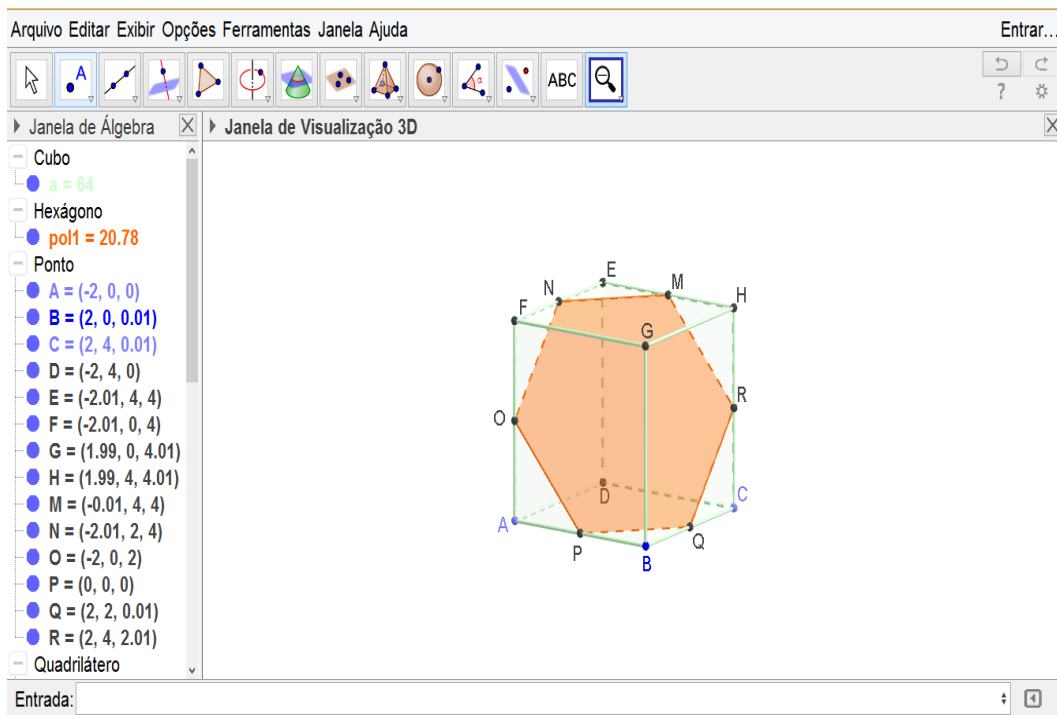 Arquivo Editar Exibir Opções Ferramentas Janela Ajuda Entrar...
A α ABC
?
Janela de Álgebra
Janela de Visualização 3D
Cubo
a = 64
Hexágono
pol1 = 20.78
Ponto
A = (-2, 0, 0)
B = (2, 0, 0.01)
C = (2, 4, 0.01)
D = (-2, 4, 0)
E = (-2.01, 4, 4)
F = (-2.01, 0, 4)
G = (1.99, 0, 4.01)
H = (1.99, 4, 4.01)
M = (-0.01, 4, 4)
N = (-2.01, 2, 4)
O = (-2, 0, 2)
P = (0, 0, 0)
Q = (2, 2, 0.01)
R = (2, 4, 2.01)
Quadrilátero
E
N
M
H
F
G
R
O
D
C
A
P
Q
B
Entrada: